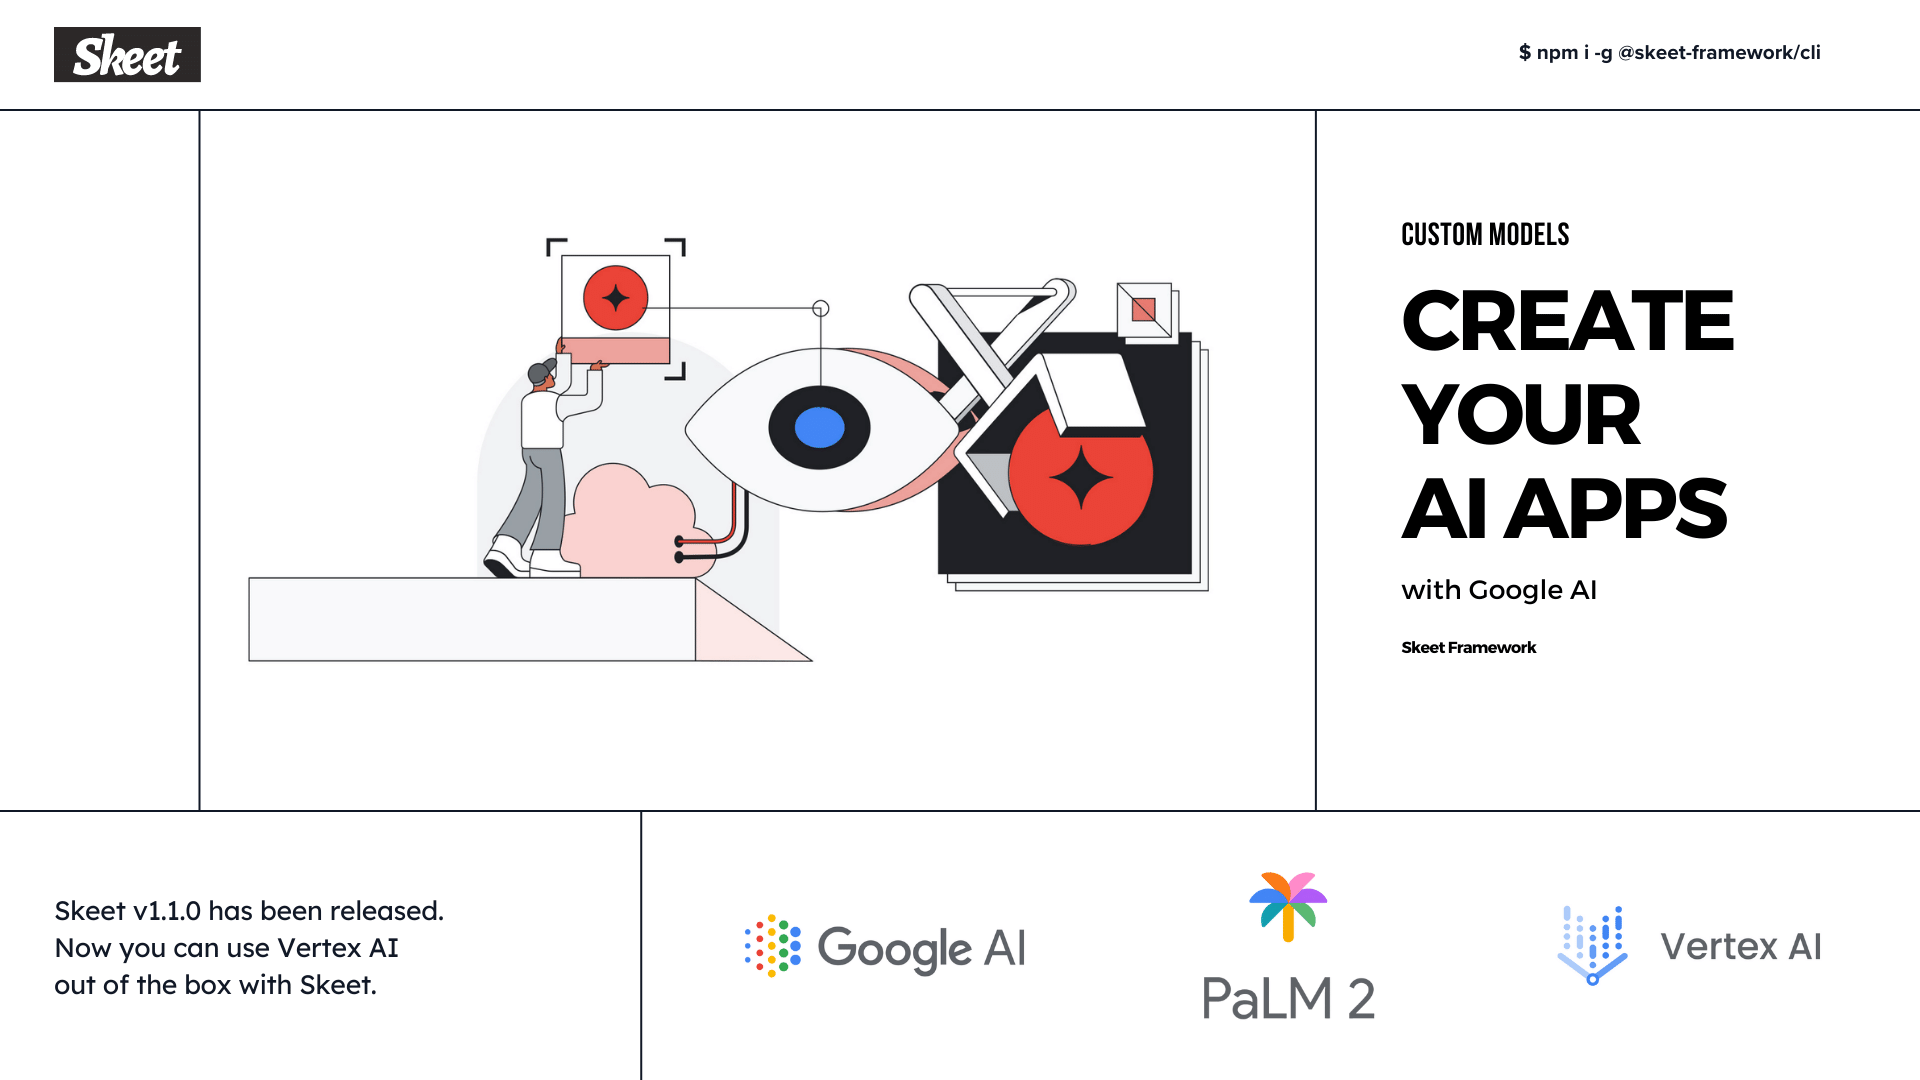 Skeet
$ npm i -g @skeet-framework/cli
CUSTOM MODELS
CREATE
YOUR
AI APPS
with Google AI
Skeet Framework
Skeet v1.1.0 has been released.
Now you can use Vertex AI
out of the box with Skeet.
Google AI
PaLM 2
Vertex AI